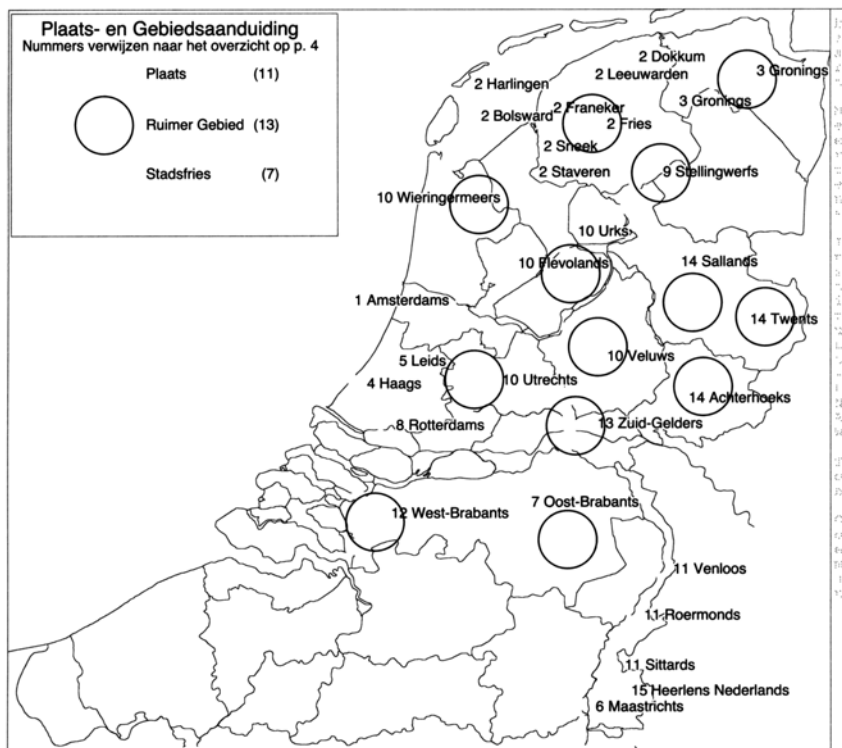 Plaats- en Gebiedsaanduiding
Nummers verwijzen naar het overzicht op p. 4
Plaats (11)
Ruimer Gebied (13)
Stadsfries (7)
2 Dokkum
3 Gronings
2 Leeuwarden
2 Harlingen
3 Gronings
2 Franeker
2 Bolsward
2 Fries
2 Sneek
2 Staveren
9 Stellingwerfs
10 Wieringermeers
10 Urks
10 Flevolands
14 Sallands
1 Amsterdams
14 Twents
10 Veluws
5 Leids
10 Utrechts
4 Haags
14 Achterhoeks
8 Rotterdams
13 Zuid-Gelders
7 Oost-Brabants
12 West-Brabants
11 Venloos
11 Roermonds
11 Sittards
15 Heerlens Nederlands
6 Maastrichts